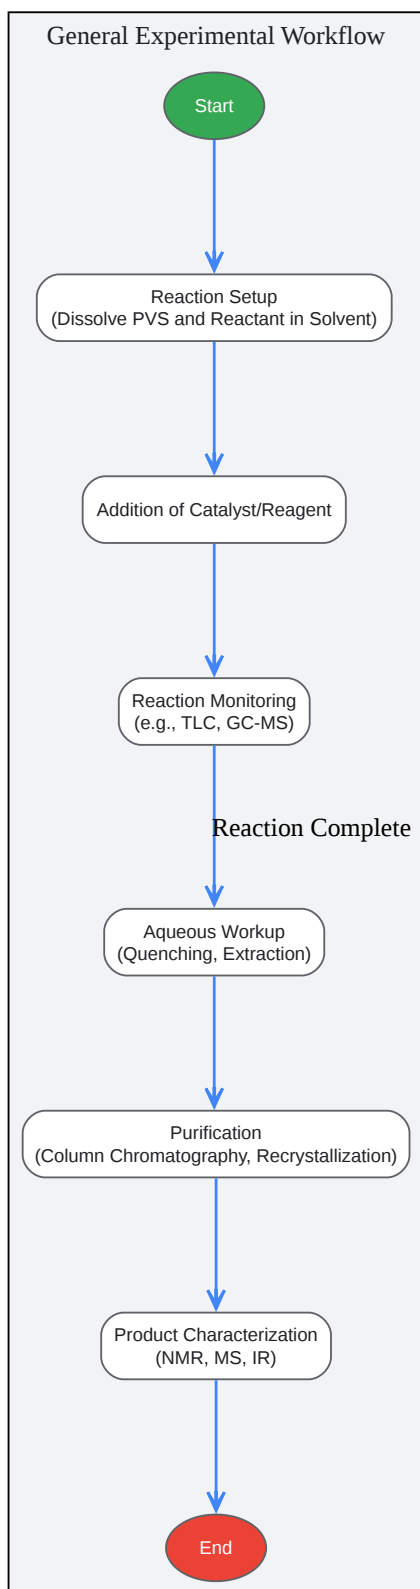 General Experimental Workflow
Start
Reaction Setup
(Dissolve PVS and Reactant in Solvent)
Addition of Catalyst/Reagent
Reaction Monitoring
(e.g., TLC, GC-MS)
Reaction Complete
Aqueous Workup
(Quenching, Extraction)
Purification
(Column Chromatography, Recrystallization)
Product Characterization
(NMR, MS, IR)
End